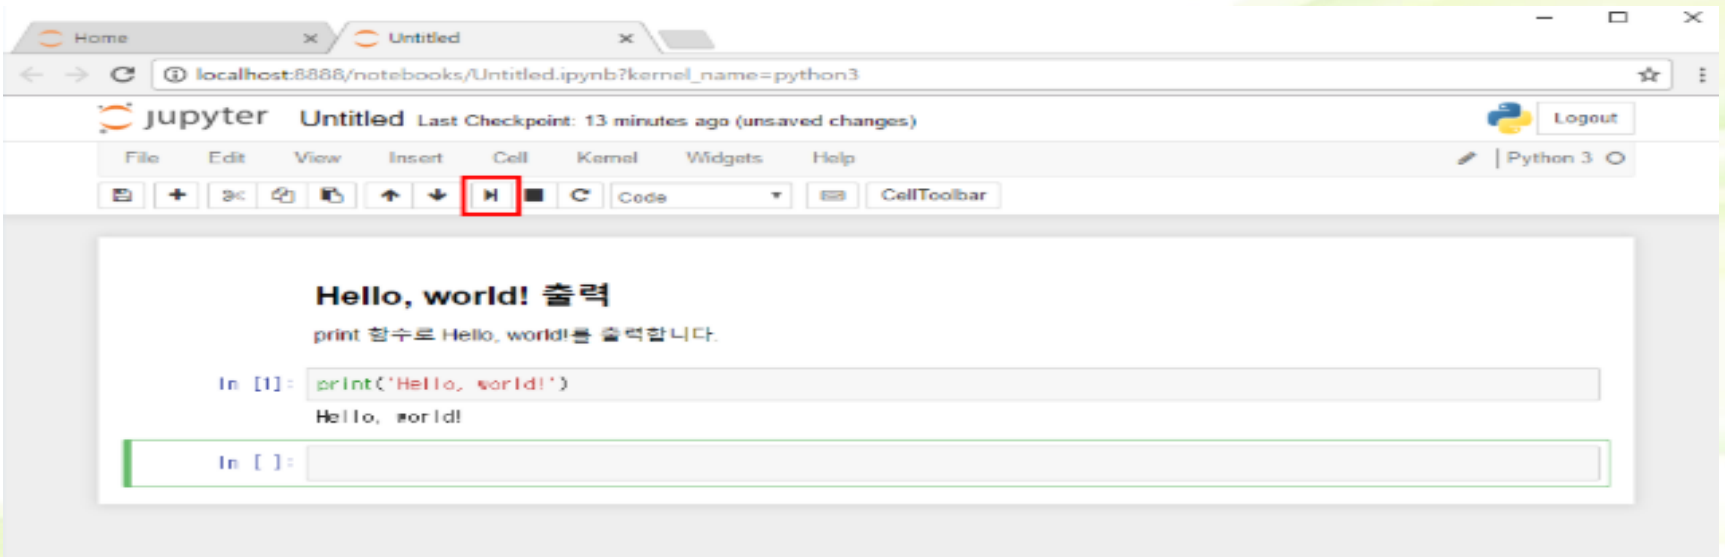 Home
Untitled
localhost:8888/notebooks/Untitled.ipynb?kernel_name=python3
jupyter Untitled Last Checkpoint: 13 minutes ago (unsaved changes)
Logout
File Edit View Insert Cell Kernel Widgets Help
Python 3
Code
CellToolbar
Hello, world! 출력
print 함수로 Hello, world!를 출력합니다.
In [1]: print('Hello, world!')
Hello, world!
In [ ]: